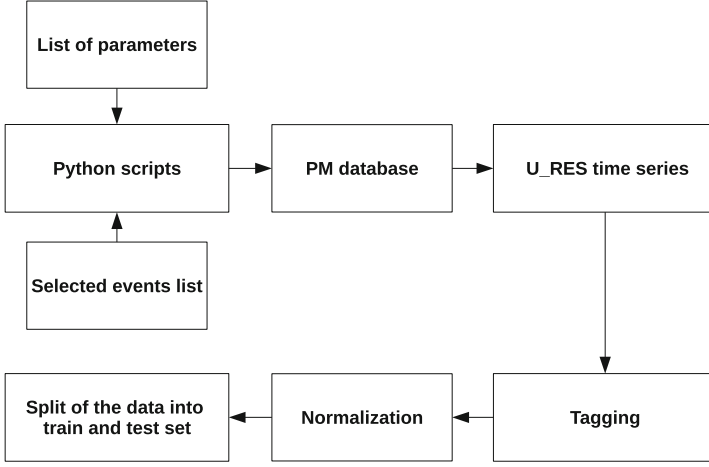 List of parameters
Python scripts
PM database
U_RES time series
Selected events list
Split of the data into
train and test set
Normalization
Tagging